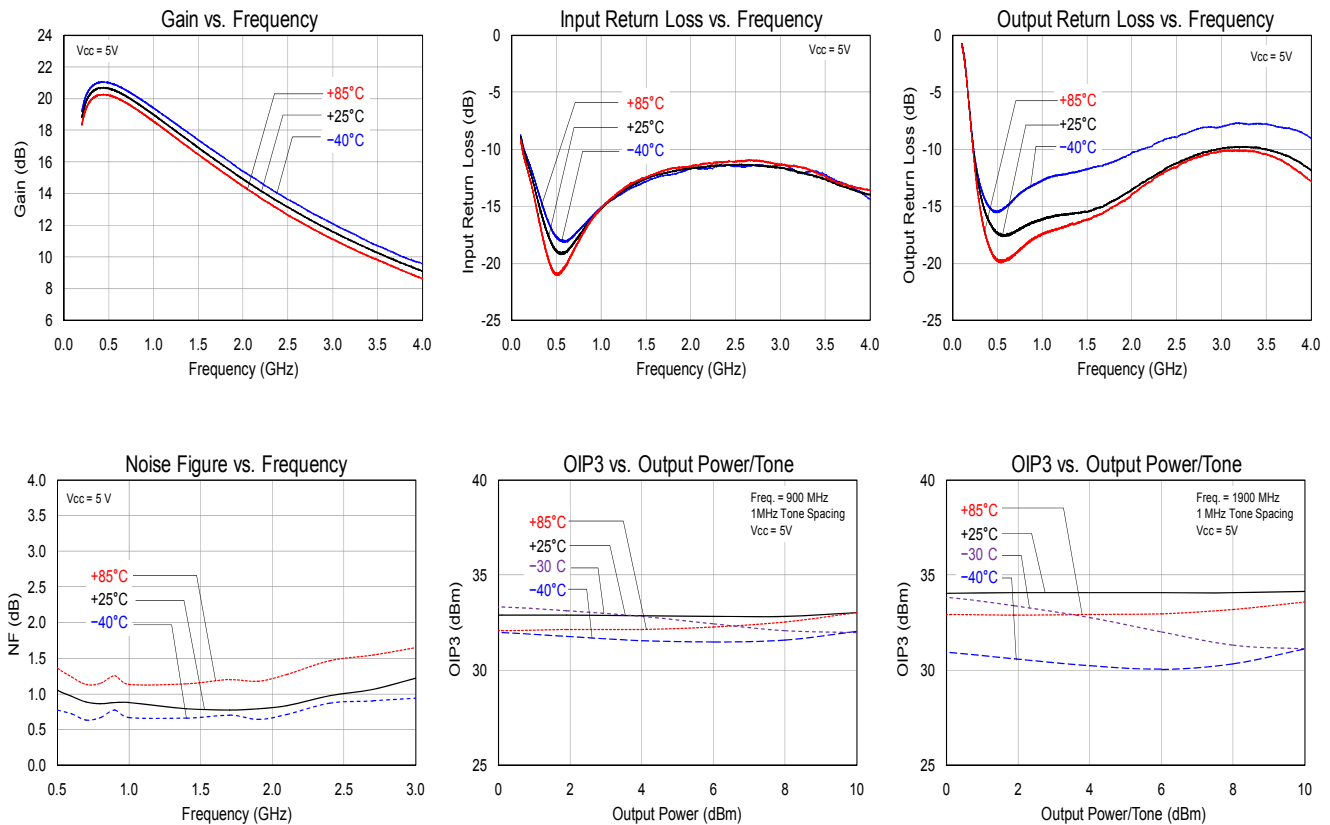 Gain vs. Frequency
Vcc = 5V
+85°C
+25°C
−40°C
Gain (dB)
24
22
20
18
16
14
12
10
8
6
0.0 0.5 1.0 1.5 2.0 2.5 3.0 3.5 4.0
Frequency (GHz)
Input Return Loss vs. Frequency
Vcc = 5V
+85°C
+25°C
−40°C
Input Return Loss (dB)
0
-5
-10
-15
-20
-25
0.0 0.5 1.0 1.5 2.0 2.5 3.0 3.5 4.0
Frequency (GHz)
Output Return Loss vs. Frequency
Vcc = 5V
+85°C
+25°C
−40°C
Output Return Loss (dB)
0
-5
-10
-15
-20
-25
0.0 0.5 1.0 1.5 2.0 2.5 3.0 3.5 4.0
Frequency (GHz)
Noise Figure vs. Frequency
Vcc = 5 V
+85°C
+25°C
−40°C
NF (dB)
4.0
3.5
3.0
2.5
2.0
1.5
1.0
0.5
0.0
0.5 1.0 1.5 2.0 2.5 3.0
Frequency (GHz)
OIP3 vs. Output Power/Tone
Freq. = 900 MHz
1MHz Tone Spacing
Vcc = 5V
+85°C
+25°C
−30 C
−40°C
OIP3 (dBm)
40
35
30
25
0 2 4 6 8 10
Output Power (dBm)
OIP3 vs. Output Power/Tone
Freq. = 1900 MHz
1 MHz Tone Spacing
Vcc = 5V
+85°C
+25°C
−30 C
−40°C
OIP3 (dBm)
40
35
30
25
0 2 4 6 8 10
Output Power/Tone (dBm)